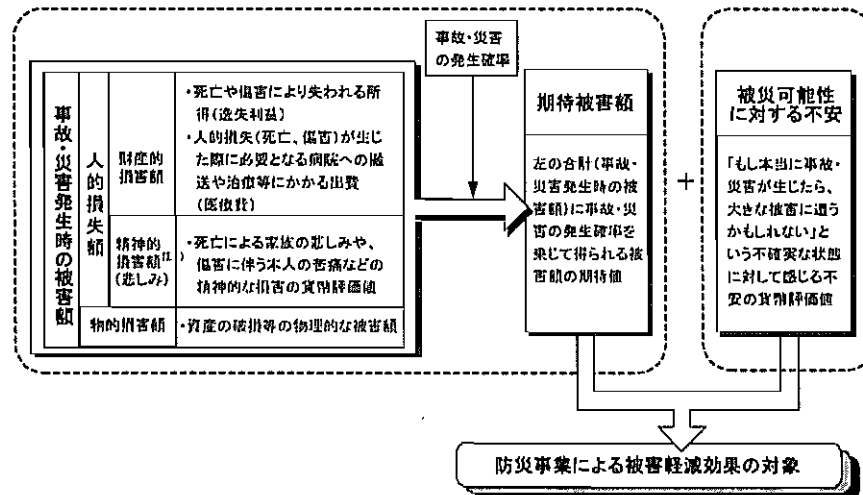 事故・災害
の発生確率
事故・災害発生時の被害額
人的損失額
財産的
損害額
・死亡や傷害により失われる所
得(逸失利益)
・人的損失(死亡、傷害)が生じ
た際に必要となる病院への搬
送や治療等にかかる出費
(医療費)
精神的
損害額注)
(悲しみ)
・死亡による家族の悲しみや、
傷害に伴う本人の苦痛などの
精神的な損害の貨幣評価値
物的損害額
・資産の破損等の物理的な被害額
期待被害額
左の合計(事故・
災害発生時の被
害額)に事故・災
害の発生確率を
乗じて得られる被
害額の期待値
+
被災可能性
に対する不安
「もし本当に事故・
災害が生じたら、
大きな被害に遭う
かもしれない」と
いう不確実な状態
に対して感じる不
安の貨幣評価値
防災事業による被害軽減効果の対象